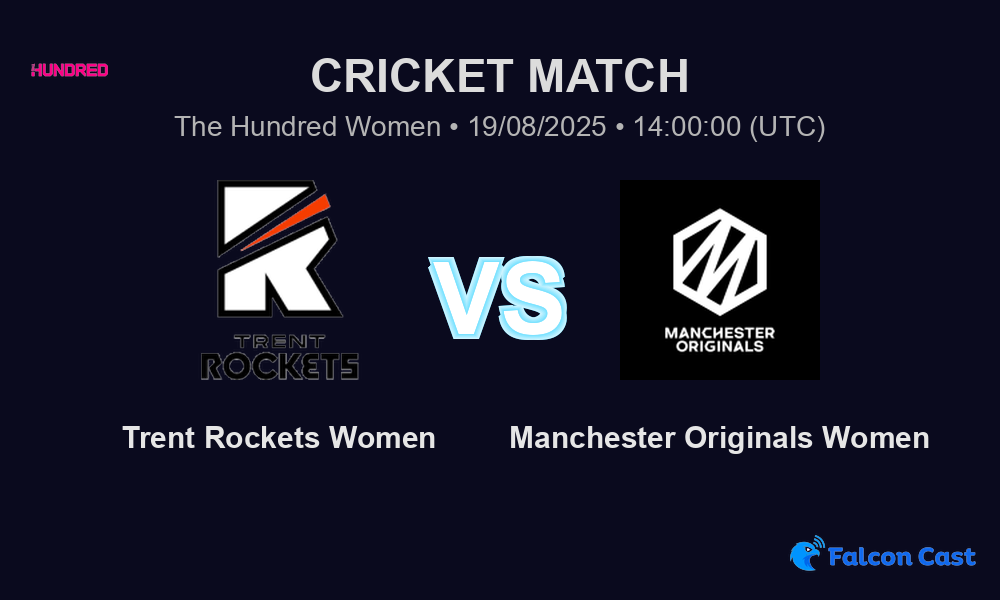 HUNDRED
CRICKET MATCH
The Hundred Women • 19/08/2025 • 14:00:00 (UTC)
TRENT
ROCKETS
VS
MANCHESTER
ORIGINALS
Trent Rockets Women
Manchester Originals Women
Falcon Cast